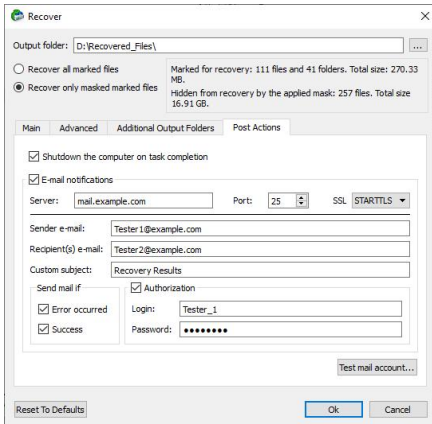 Recover
Output folder: D:\Recovered_Files\ ...
Recover all marked files
Recover only masked marked files
Marked for recovery: 111 files and 41 folders. Total size: 270.33
MB.
Hidden from recovery by the applied mask: 257 files. Total size
16.91 GB.
Main Advanced Additional Output Folders Post Actions
Shutdown the computer on task completion
E-mail notifications
Server: mail.example.com Port: 25 SSL STARTTLS
Sender e-mail: Tester1@example.com
Recipient(s) e-mail: Tester2@example.com
Custom subject: Recovery Results
Send mail if
Error occurred
Success
Authorization
Login: Tester_1
Password: ●●●●●●●●
Test mail account...
Reset To Defaults Ok Cancel